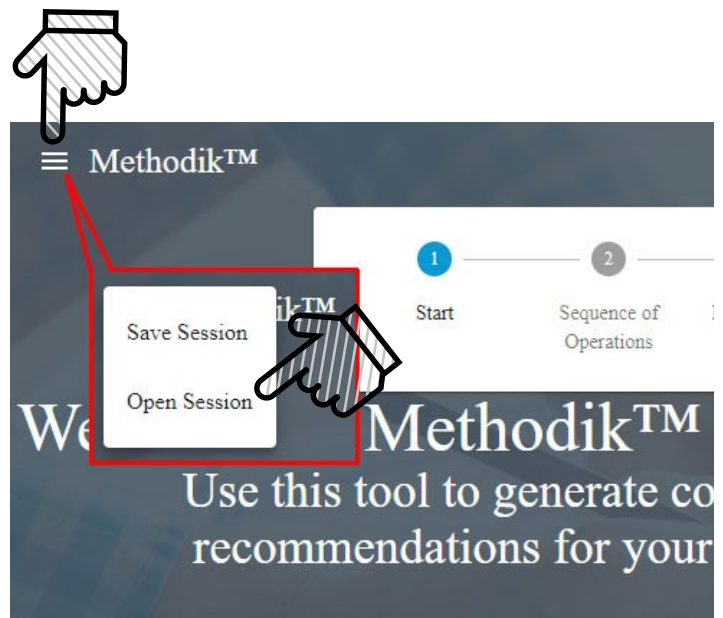 Methodik™
1
2
Start
Sequence of
Operations
Save Session
Open Session
Methodik™
Use this tool to generate
recommendations for your